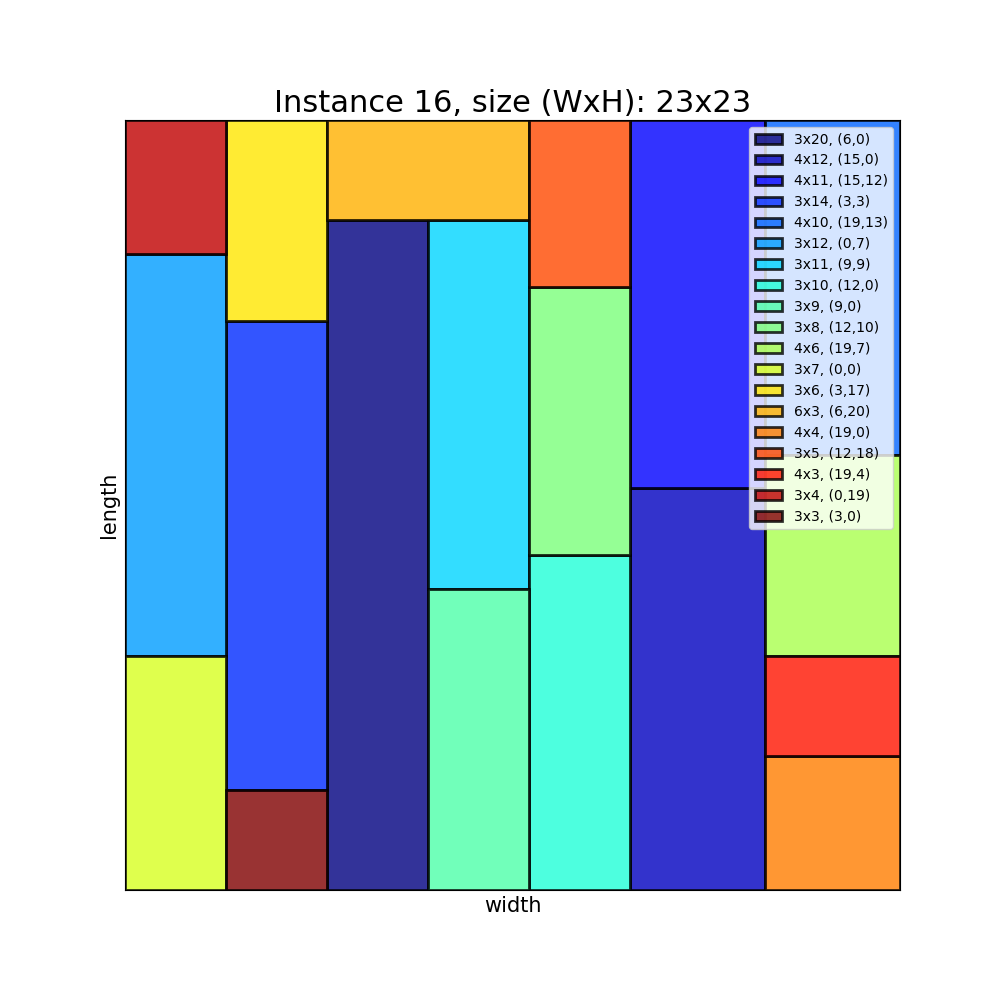 Instance 16, size (WxH): 23x23
3x20, (6,0)
4x12, (15,0)
4x11, (15,12)
3x14, (3,3)
4x10, (19,13)
3x12, (0,7)
3x11, (9,9)
3x10, (12,0)
3x9, (9,0)
3x8, (12,10)
4x6, (19,7)
3x7, (0,0)
3x6, (3,17)
6x3, (6,20)
4x4, (19,0)
3x5, (12,18)
4x3, (19,4)
3x4, (0,19)
3x3, (3,0)
length
width